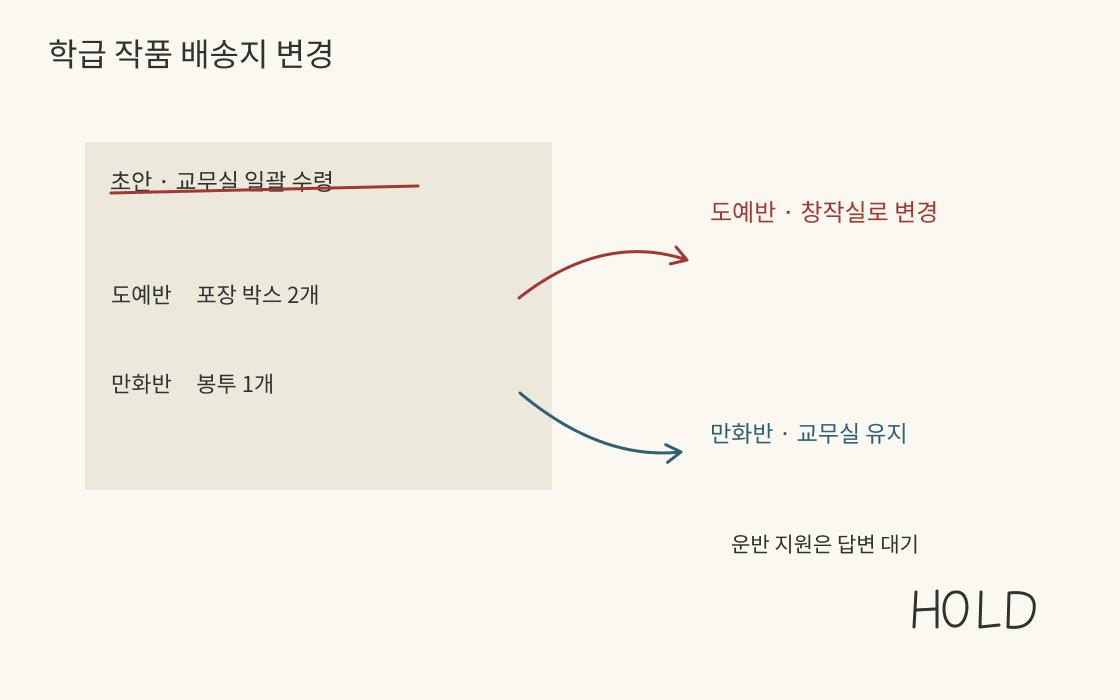 학급 작품 배송지 변경
초안 · 교무실 일괄 수령
도예반 · 창작실로 변경
도예반 포장 박스 2개
만화반 봉투 1개
만화반 · 교무실 유지
운반 지원은 답변 대기
HOLD